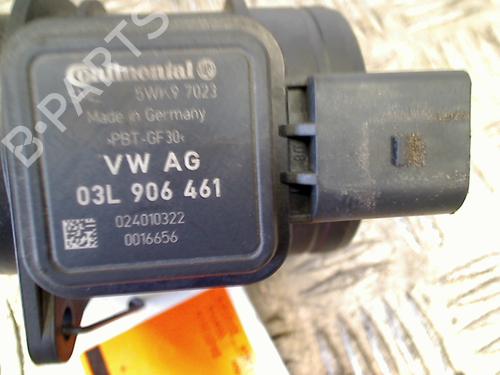 B-PARTS
Continental
5WK9 7023
Made in Germany
>PBT-GF30<
VW AG
03L 906 461
024010322
0016656